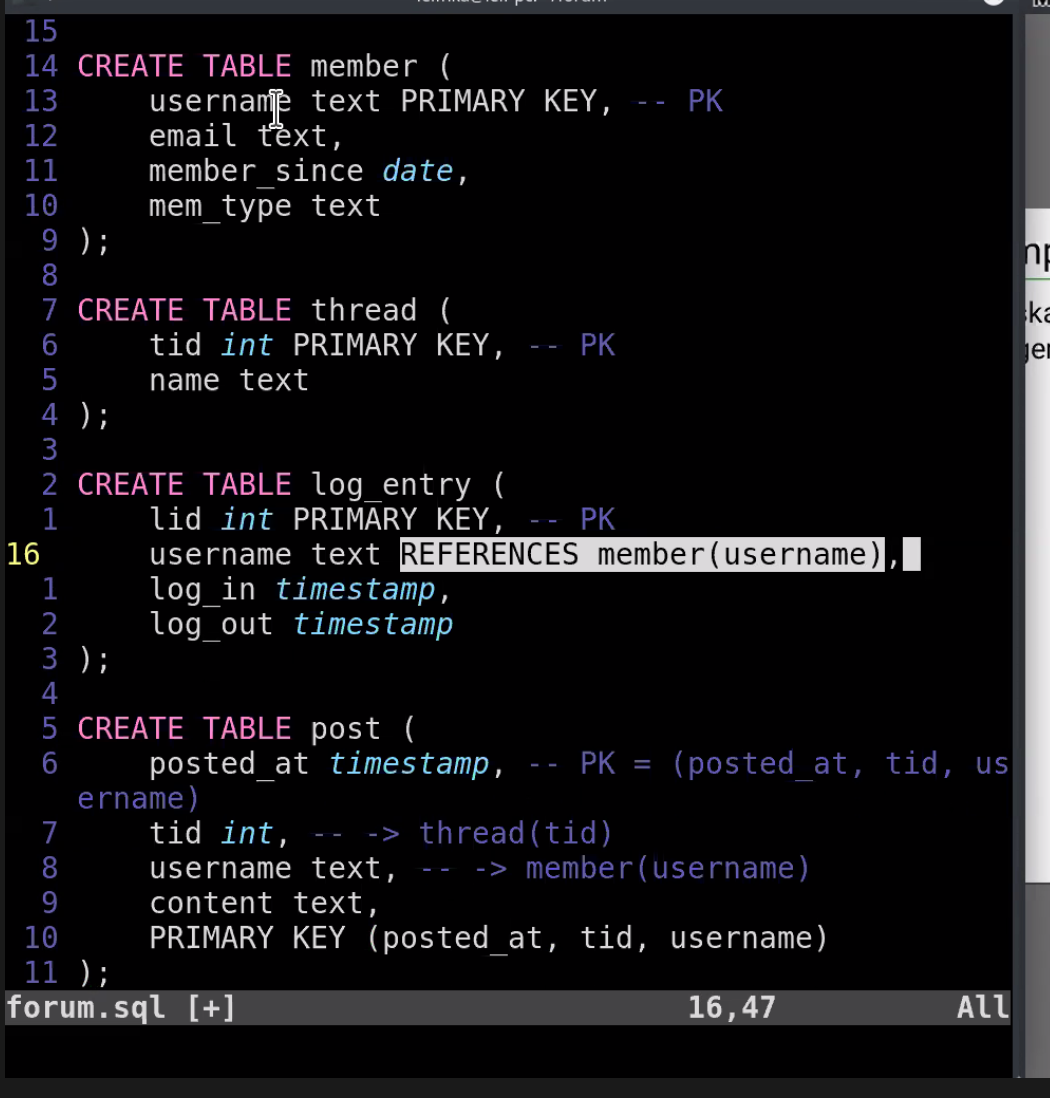 15
14 CREATE TABLE member (
13     username text PRIMARY KEY, -- PK
12     email text,
11     member_since date,
10     mem_type text
9 );
8
7 CREATE TABLE thread (
6     tid int PRIMARY KEY, -- PK
5     name text
4 );
3
2 CREATE TABLE log_entry (
1     lid int PRIMARY KEY, -- PK
16     username text REFERENCES member(username),
1     log_in timestamp,
2     log_out timestamp
3 );
4
5 CREATE TABLE post (
6     posted_at timestamp, -- PK = (posted_at, tid, us
ername)
7     tid int, -- -> thread(tid)
8     username text, -- -> member(username)
9     content text,
10     PRIMARY KEY (posted_at, tid, username)
11 );
forum.sql [+] 16,47 All